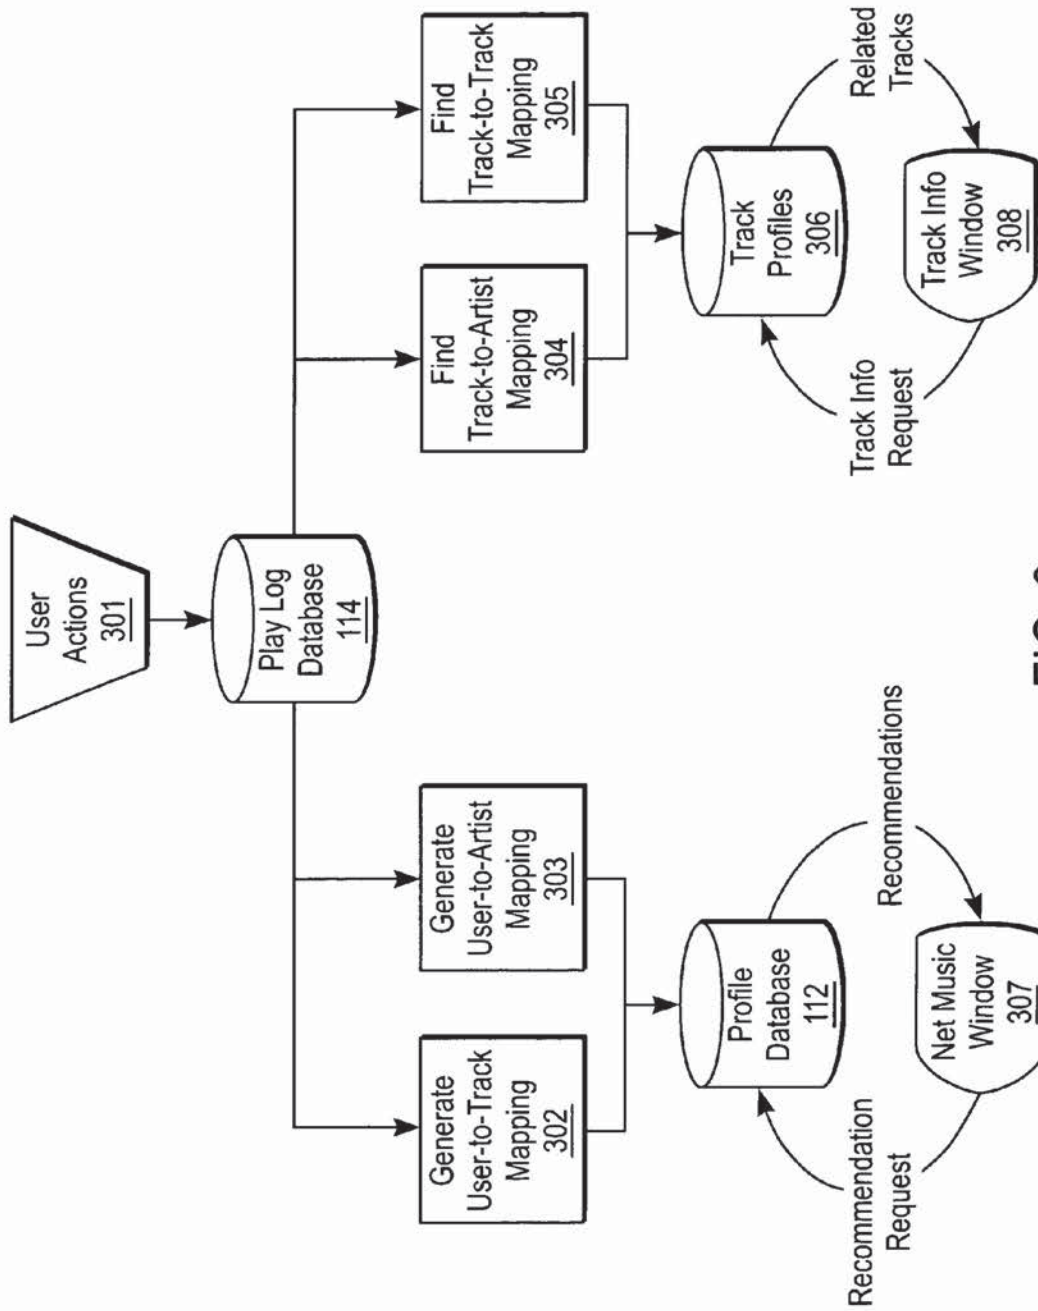 User
Actions
301
Play Log
Database
114
Generate
User-to-Track
Mapping
302
Generate
User-to-Artist
Mapping
303
Find
Track-to-Artist
Mapping
304
Find
Track-to-Track
Mapping
305
Profile
Database
112
Track
Profiles
306
Recommendation
Request
Recommendations
Track Info
Request
Related
Tracks
Net Music
Window
307
Track Info
Window
308